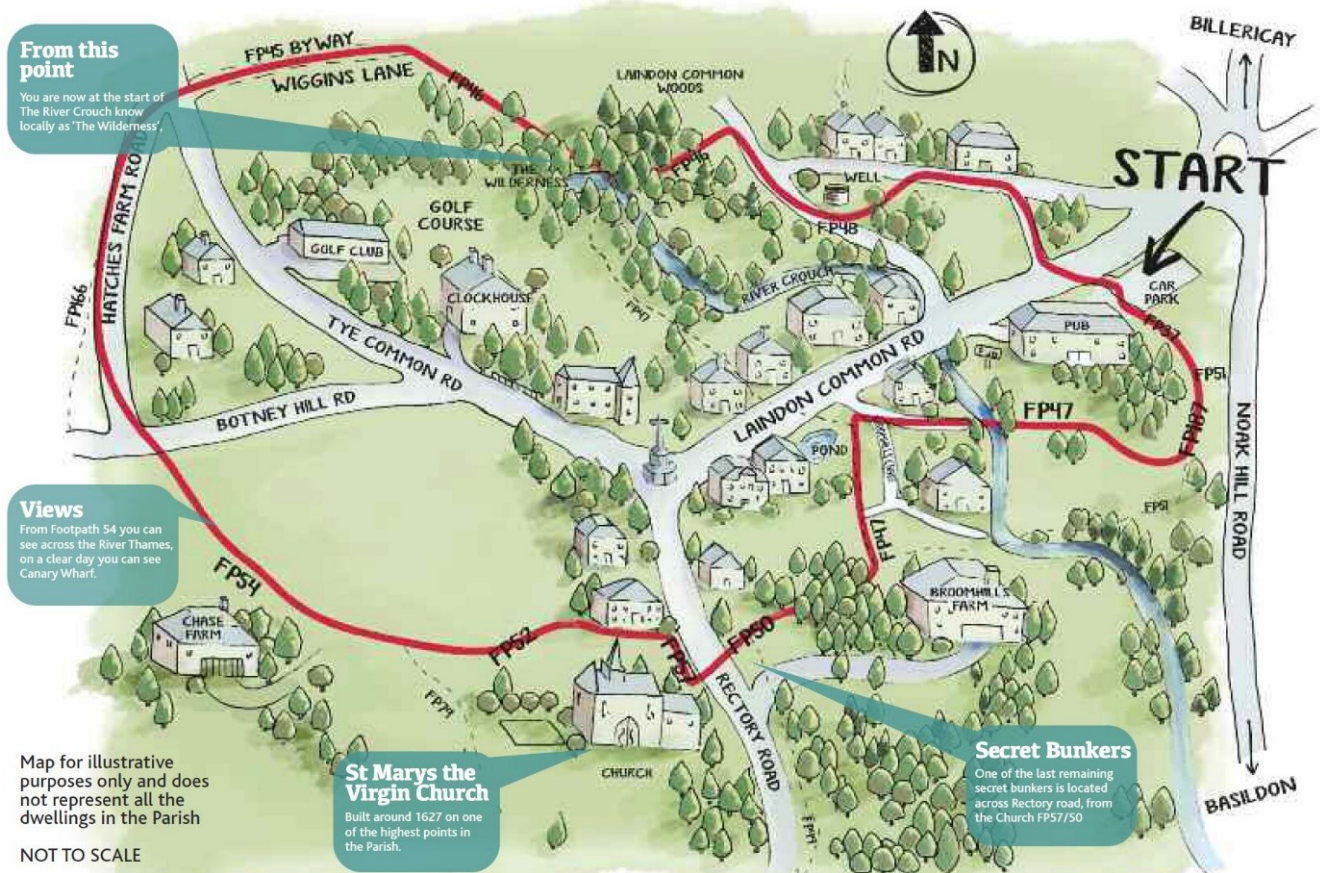 From this
point
You are now at the start of
The River Crouch know
locally as 'The Wilderness',
FP45 BYWAY
WIGGINS LANE
FP46
LAINDON COMMON
WOODS
N
BILLERICAY
START
THE
WILDERNESS
FP49
WELL
FP48
CAR
PARK
HATCHES FARM ROAD
FP166
GOLF
COURSE
GOLF CLUB
CLOCKHOUSE
FP47
RIVER CROUCH
PUB
FP37
FP51
FP187
TYE COMMON RD
BOTNEY HILL RD
LAINDON COMMON RD
FP47
POND
NOAK HILL ROAD
FP51
FP47
Views
From Footpath 54 you can
see across the River Thames,
on a clear day you can see
Canary Wharf.
FP54
CHASE
FARM
FP52
FP57
FP50
BROOMHILLS
FARM
FP79
RECTORY ROAD
CHURCH
St Marys the
Virgin Church
Built around 1627 on one
of the highest points in
the Parish.
Secret Bunkers
One of the last remaining
secret bunkers is located
across Rectory road, from
the Church FP57/50
BASILDON
Map for illustrative
purposes only and does
not represent all the
dwellings in the Parish
NOT TO SCALE